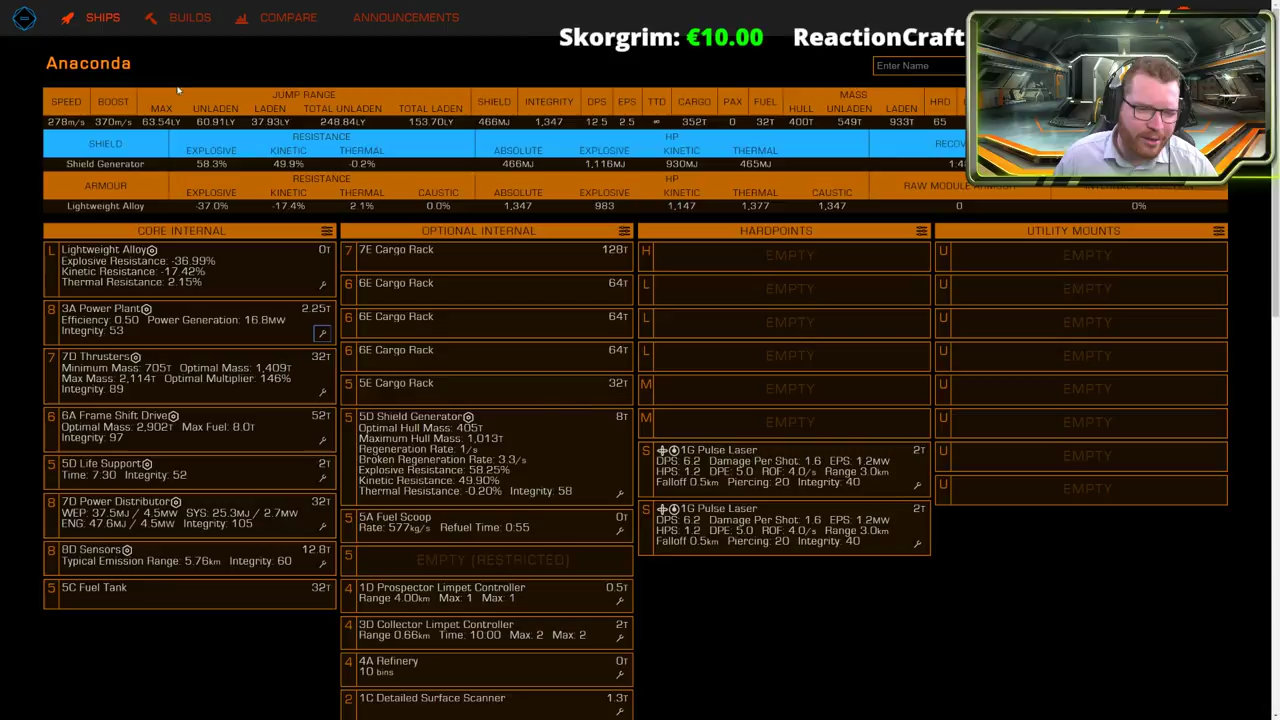 SHIPS BUILDS COMPARE ANNOUNCEMENTS
Skorgrim: €10.00 ReactionCraft
Anaconda
Enter Name
SPEED BOOST JUMP RANGE SHIELD INTEGRITY DPS EPS TTD CARGO PAX FUEL MASS HRD
MAX UNLADEN LADEN TOTAL UNLADEN TOTAL LADEN HULL UNLADEN LADEN
278m/s 370m/s 63.54LY 60.91LY 37.93LY 248.84LY 153.70LY 466MJ 1,347 12.5 2.5 ∞ 352T 0 32T 400T 549T 933T 65
SHIELD RESISTANCE HP
EXPLOSIVE KINETIC THERMAL ABSOLUTE EXPLOSIVE KINETIC THERMAL
Shield Generator 58.3% 49.9% -0.2% 466MJ 1,116MJ 930MJ 465MJ
ARMOUR RESISTANCE HP
EXPLOSIVE KINETIC THERMAL CAUSTIC ABSOLUTE EXPLOSIVE KINETIC THERMAL CAUSTIC RAW MODULE ARMOUR
Lightweight Alloy -37.0% -17.4% 2.1% 0.0% 1,347 983 1,147 1,377 1,347 0 0%
CORE INTERNAL
L Lightweight Alloy 0T
Explosive Resistance: -36.99%
Kinetic Resistance: -17.42%
Thermal Resistance: 2.15%
8 3A Power Plant 2.25T
Efficiency: 0.50 Power Generation: 16.8MW
Integrity: 53
7 7D Thrusters 32T
Minimum Mass: 705T Optimal Mass: 1,409T
Max Mass: 2,114T Optimal Multiplier: 146%
Integrity: 89
6 6A Frame Shift Drive 52T
Optimal Mass: 2,902T Max Fuel: 8.0T
Integrity: 97
5 5D Life Support 2T
Time: 7:30 Integrity: 52
8 7D Power Distributor 32T
WEP: 37.5MJ / 4.5MW SYS: 25.3MJ / 2.7MW
ENG: 47.6MJ / 4.5MW Integrity: 105
8 8D Sensors 12.8T
Typical Emission Range: 5.76km Integrity: 60
5 5C Fuel Tank 32T
OPTIONAL INTERNAL
7 7E Cargo Rack 128T
6 6E Cargo Rack 64T
6 6E Cargo Rack 64T
6 6E Cargo Rack 64T
5 5E Cargo Rack 32T
5 5D Shield Generator 8T
Optimal Hull Mass: 405T
Maximum Hull Mass: 1,013T
Regeneration Rate: 1/s
Broken Regeneration Rate: 3.3/s
Explosive Resistance: 58.25%
Kinetic Resistance: 49.90%
Thermal Resistance: -0.20% Integrity: 58
5 5A Fuel Scoop 0T
Rate: 577kg/s Refuel Time: 0:55
5 EMPTY (RESTRICTED)
4 1D Prospector Limpet Controller 0.5T
Range 4.00km Max: 1 Max: 1
4 3D Collector Limpet Controller 2T
Range 0.66km Time: 10:00 Max: 2 Max: 2
4 4A Refinery 0T
10 bins
2 1C Detailed Surface Scanner 1.3T
HARDPOINTS
H EMPTY
L EMPTY
L EMPTY
L EMPTY
M EMPTY
M EMPTY
S 1G Pulse Laser 2T
DPS: 6.2 Damage Per Shot: 1.6 EPS: 1.2MW
HPS: 1.2 DPE: 5.0 ROF: 4.0/s Range 3.0km
Falloff 0.5km Piercing: 20 Integrity: 40
S 1G Pulse Laser 2T
DPS: 6.2 Damage Per Shot: 1.6 EPS: 1.2MW
HPS: 1.2 DPE: 5.0 ROF: 4.0/s Range 3.0km
Falloff 0.5km Piercing: 20 Integrity: 40
UTILITY MOUNTS
U EMPTY
U EMPTY
U EMPTY
U EMPTY
U EMPTY
U EMPTY
U EMPTY
U EMPTY